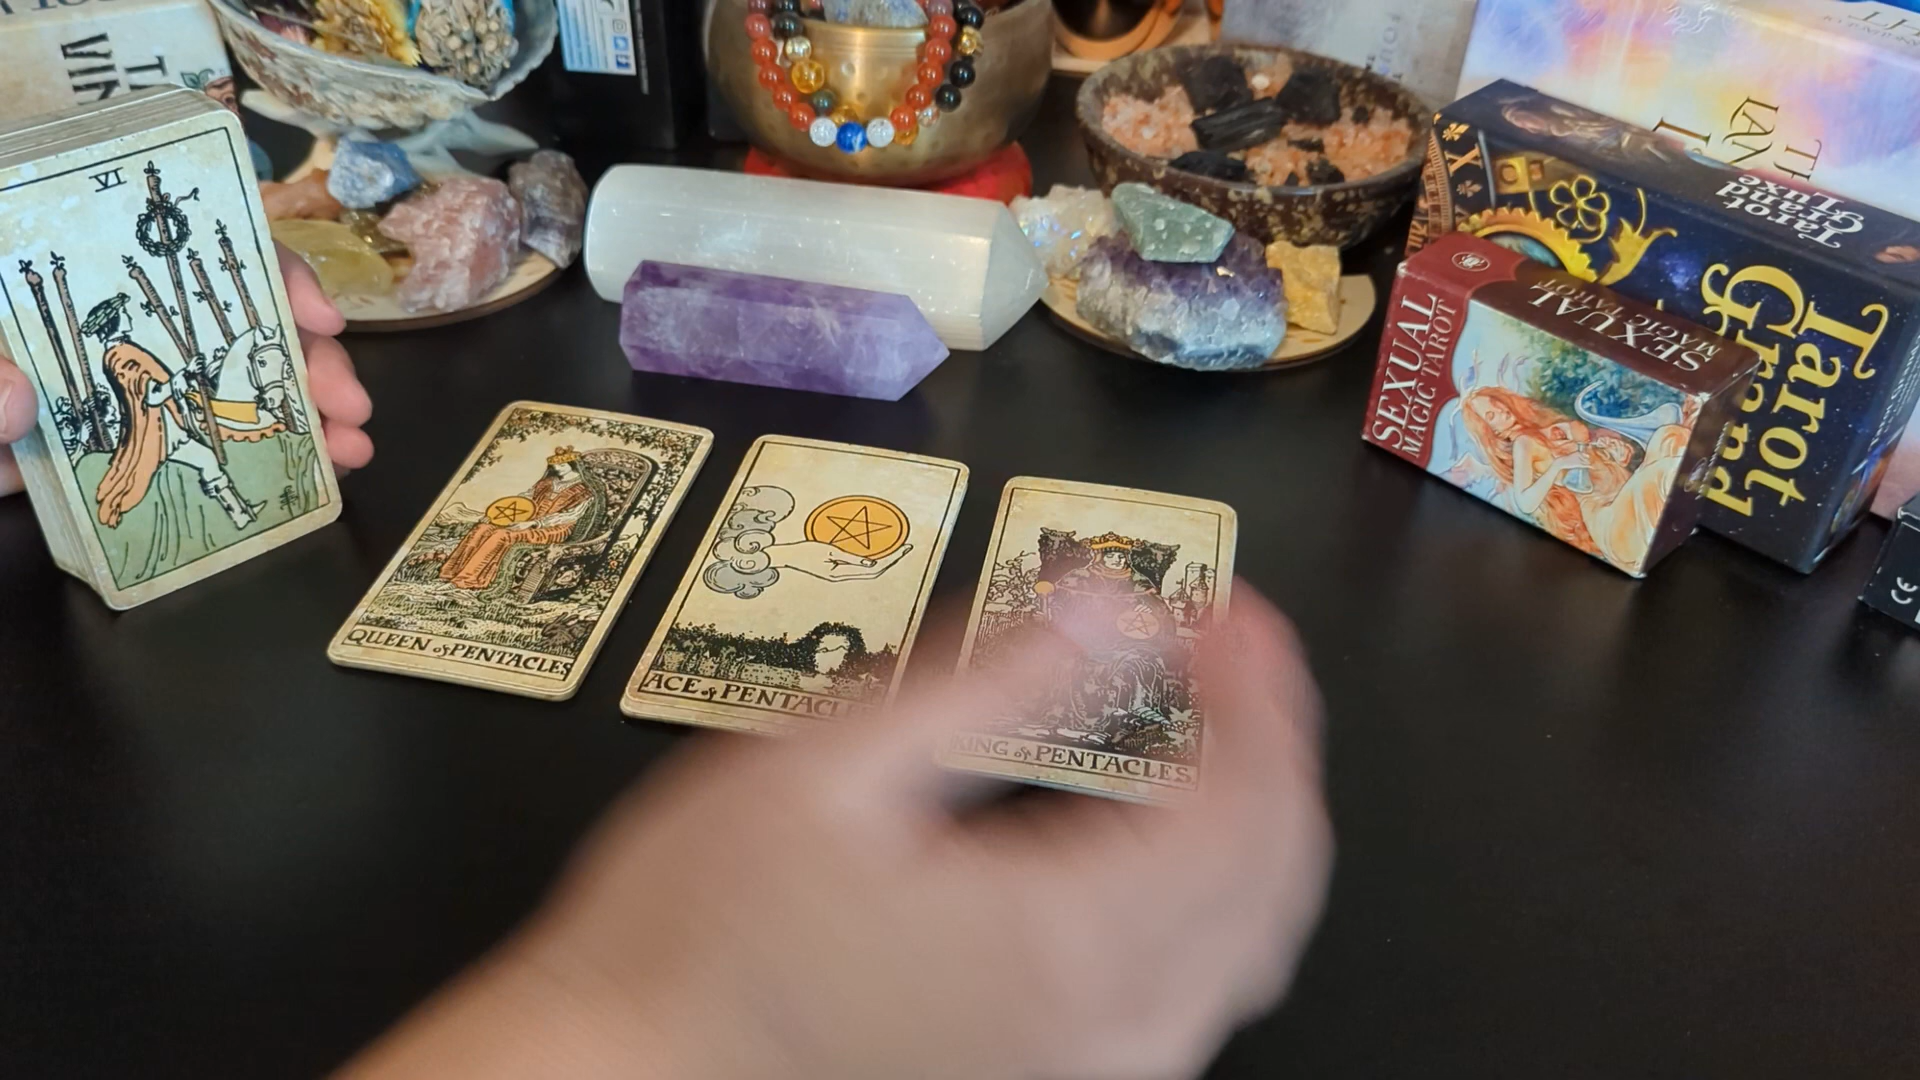 VI
QUEEN of PENTACLES
ACE of PENTACLES
KING of PENTACLES
SEXUAL
MAGIC TAROT
SEXUAL
MAGIC TAROT
Tarot
Grand
Luxe
Tarot
Grand
X
CE